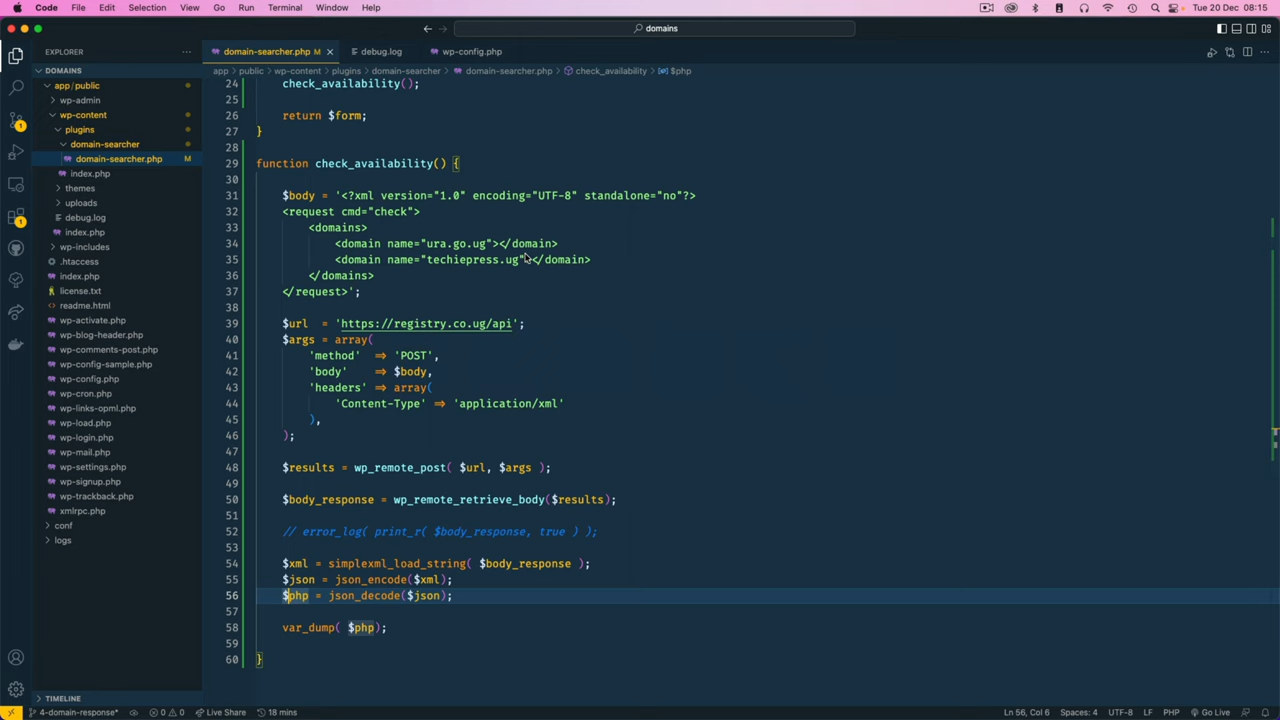 Code File Edit Selection View Go Run Terminal Window Help Tue 20 Dec 08:15
domains
EXPLORER
DOMAINS
app/public
wp-admin
wp-content
plugins
domain-searcher
domain-searcher.php M
index.php
themes
uploads
debug.log
index.php
wp-includes
.htaccess
index.php
license.txt
readme.html
wp-activate.php
wp-blog-header.php
wp-comments-post.php
wp-config-sample.php
wp-config.php
wp-cron.php
wp-links-opml.php
wp-load.php
wp-login.php
wp-mail.php
wp-settings.php
wp-signup.php
wp-trackback.php
xmlrpc.php
conf
logs
TIMELINE
domain-searcher.php M debug.log wp-config.php
app > public > wp-content > plugins > domain-searcher > domain-searcher.php > check_availability > $php
24 check_availability();
25
26 return $form;
27 }
28
29 function check_availability() {
30
31 $body = '<?xml version="1.0" encoding="UTF-8" standalone="no"?>
32 <request cmd="check">
33 <domains>
34 <domain name="ura.go.ug"></domain>
35 <domain name="techiepress.ug"></domain>
36 </domains>
37 </request>';
38
39 $url = 'https://registry.co.ug/api';
40 $args = array(
41 'method' => 'POST',
42 'body' => $body,
43 'headers' => array(
44 'Content-Type' => 'application/xml'
45 ),
46 );
47
48 $results = wp_remote_post( $url, $args );
49
50 $body_response = wp_remote_retrieve_body($results);
51
52 // error_log( print_r( $body_response, true ) );
53
54 $xml = simplexml_load_string( $body_response );
55 $json = json_encode($xml);
56 $php = json_decode($json);
57
58 var_dump( $php);
59
60 }
4-domain-response* 0 0 Live Share 18 mins Ln 56, Col 6 Spaces: 4 UTF-8 LF PHP Go Live